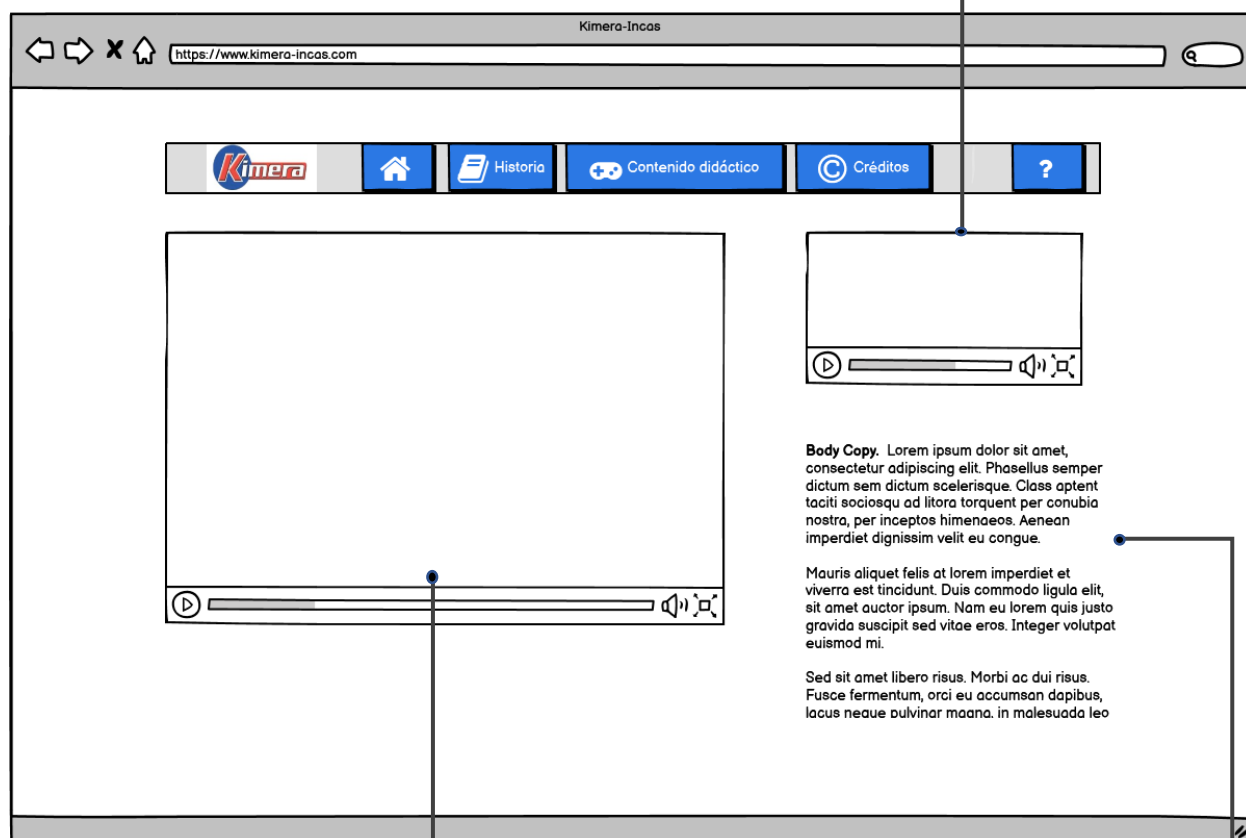 Kimera-Incas
https://www.kimera-incas.com
Kimera
Historia
Contenido didáctico
Créditos
?
Body Copy. Lorem ipsum dolor sit amet,
consectetur adipiscing elit. Phasellus semper
dictum sem dictum scelerisque. Class aptent
taciti sociosqu ad litora torquent per conubia
nostra, per inceptos himenaeos. Aenean
imperdiet dignissim velit eu congue.
Mauris aliquet felis at lorem imperdiet et
viverra est tincidunt. Duis commodo ligula elit,
sit amet auctor ipsum. Nam eu lorem quis justo
gravida suscipit sed vitae eros. Integer volutpat
euismod mi.
Sed sit amet libero risus. Morbi ac dui risus.
Fusce fermentum, orci eu accumsan dapibus,
lacus neque pulvinar magna, in malesuada leo